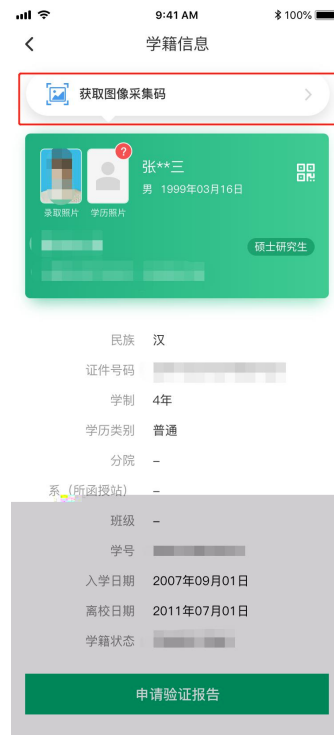 9:41 AM
100%
学籍信息
获取图像采集码
?
张**三
男 1999年03月16日
录取照片 学历照片
硕士研究生
民族 汉
证件号码
学制 4年
学历类别 普通
分院 –
系（所函授站） –
班级 –
学号
入学日期 2007年09月01日
离校日期 2011年07月01日
学籍状态
申请验证报告